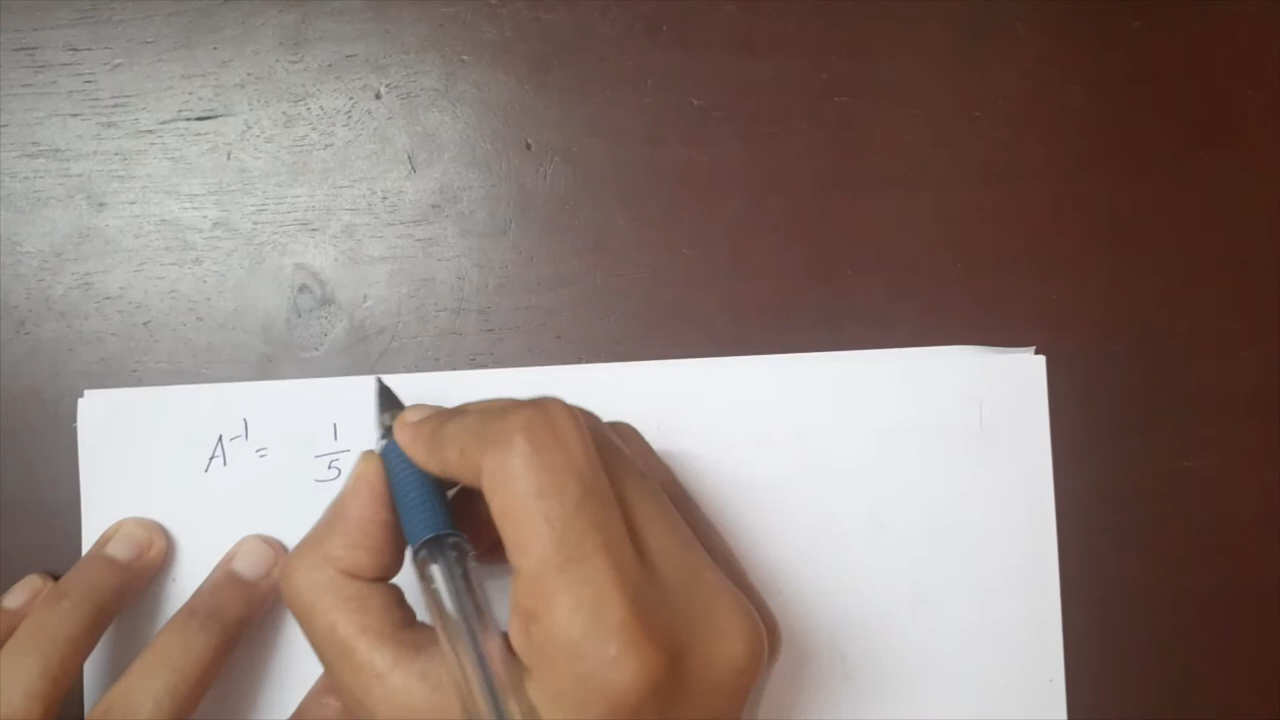 A⁻¹ = 1/5